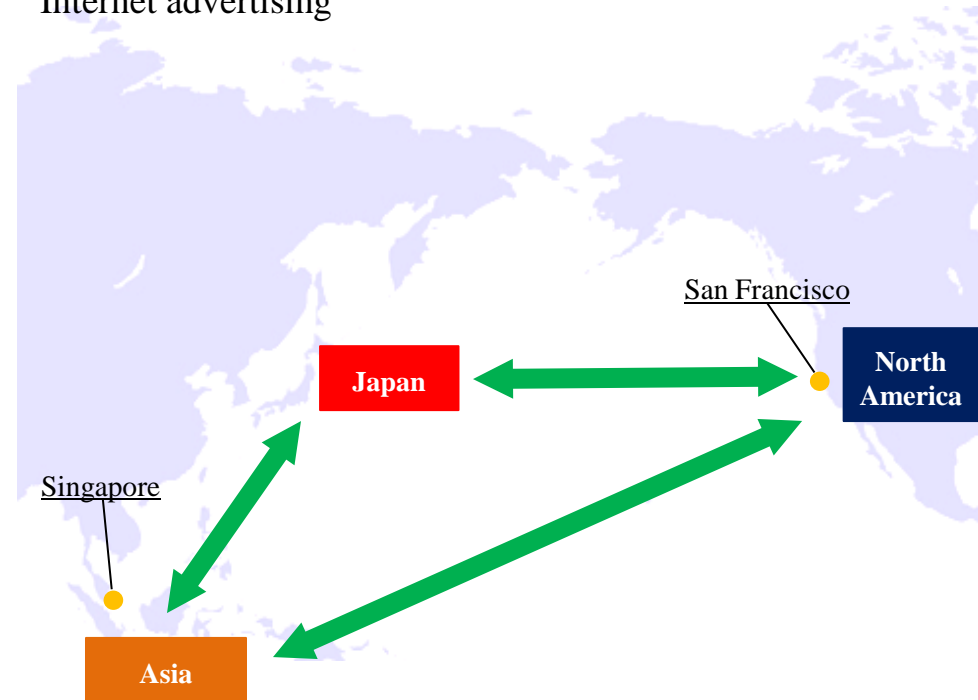 Internet advertising
San Francisco
North
America
Japan
Singapore
Asia